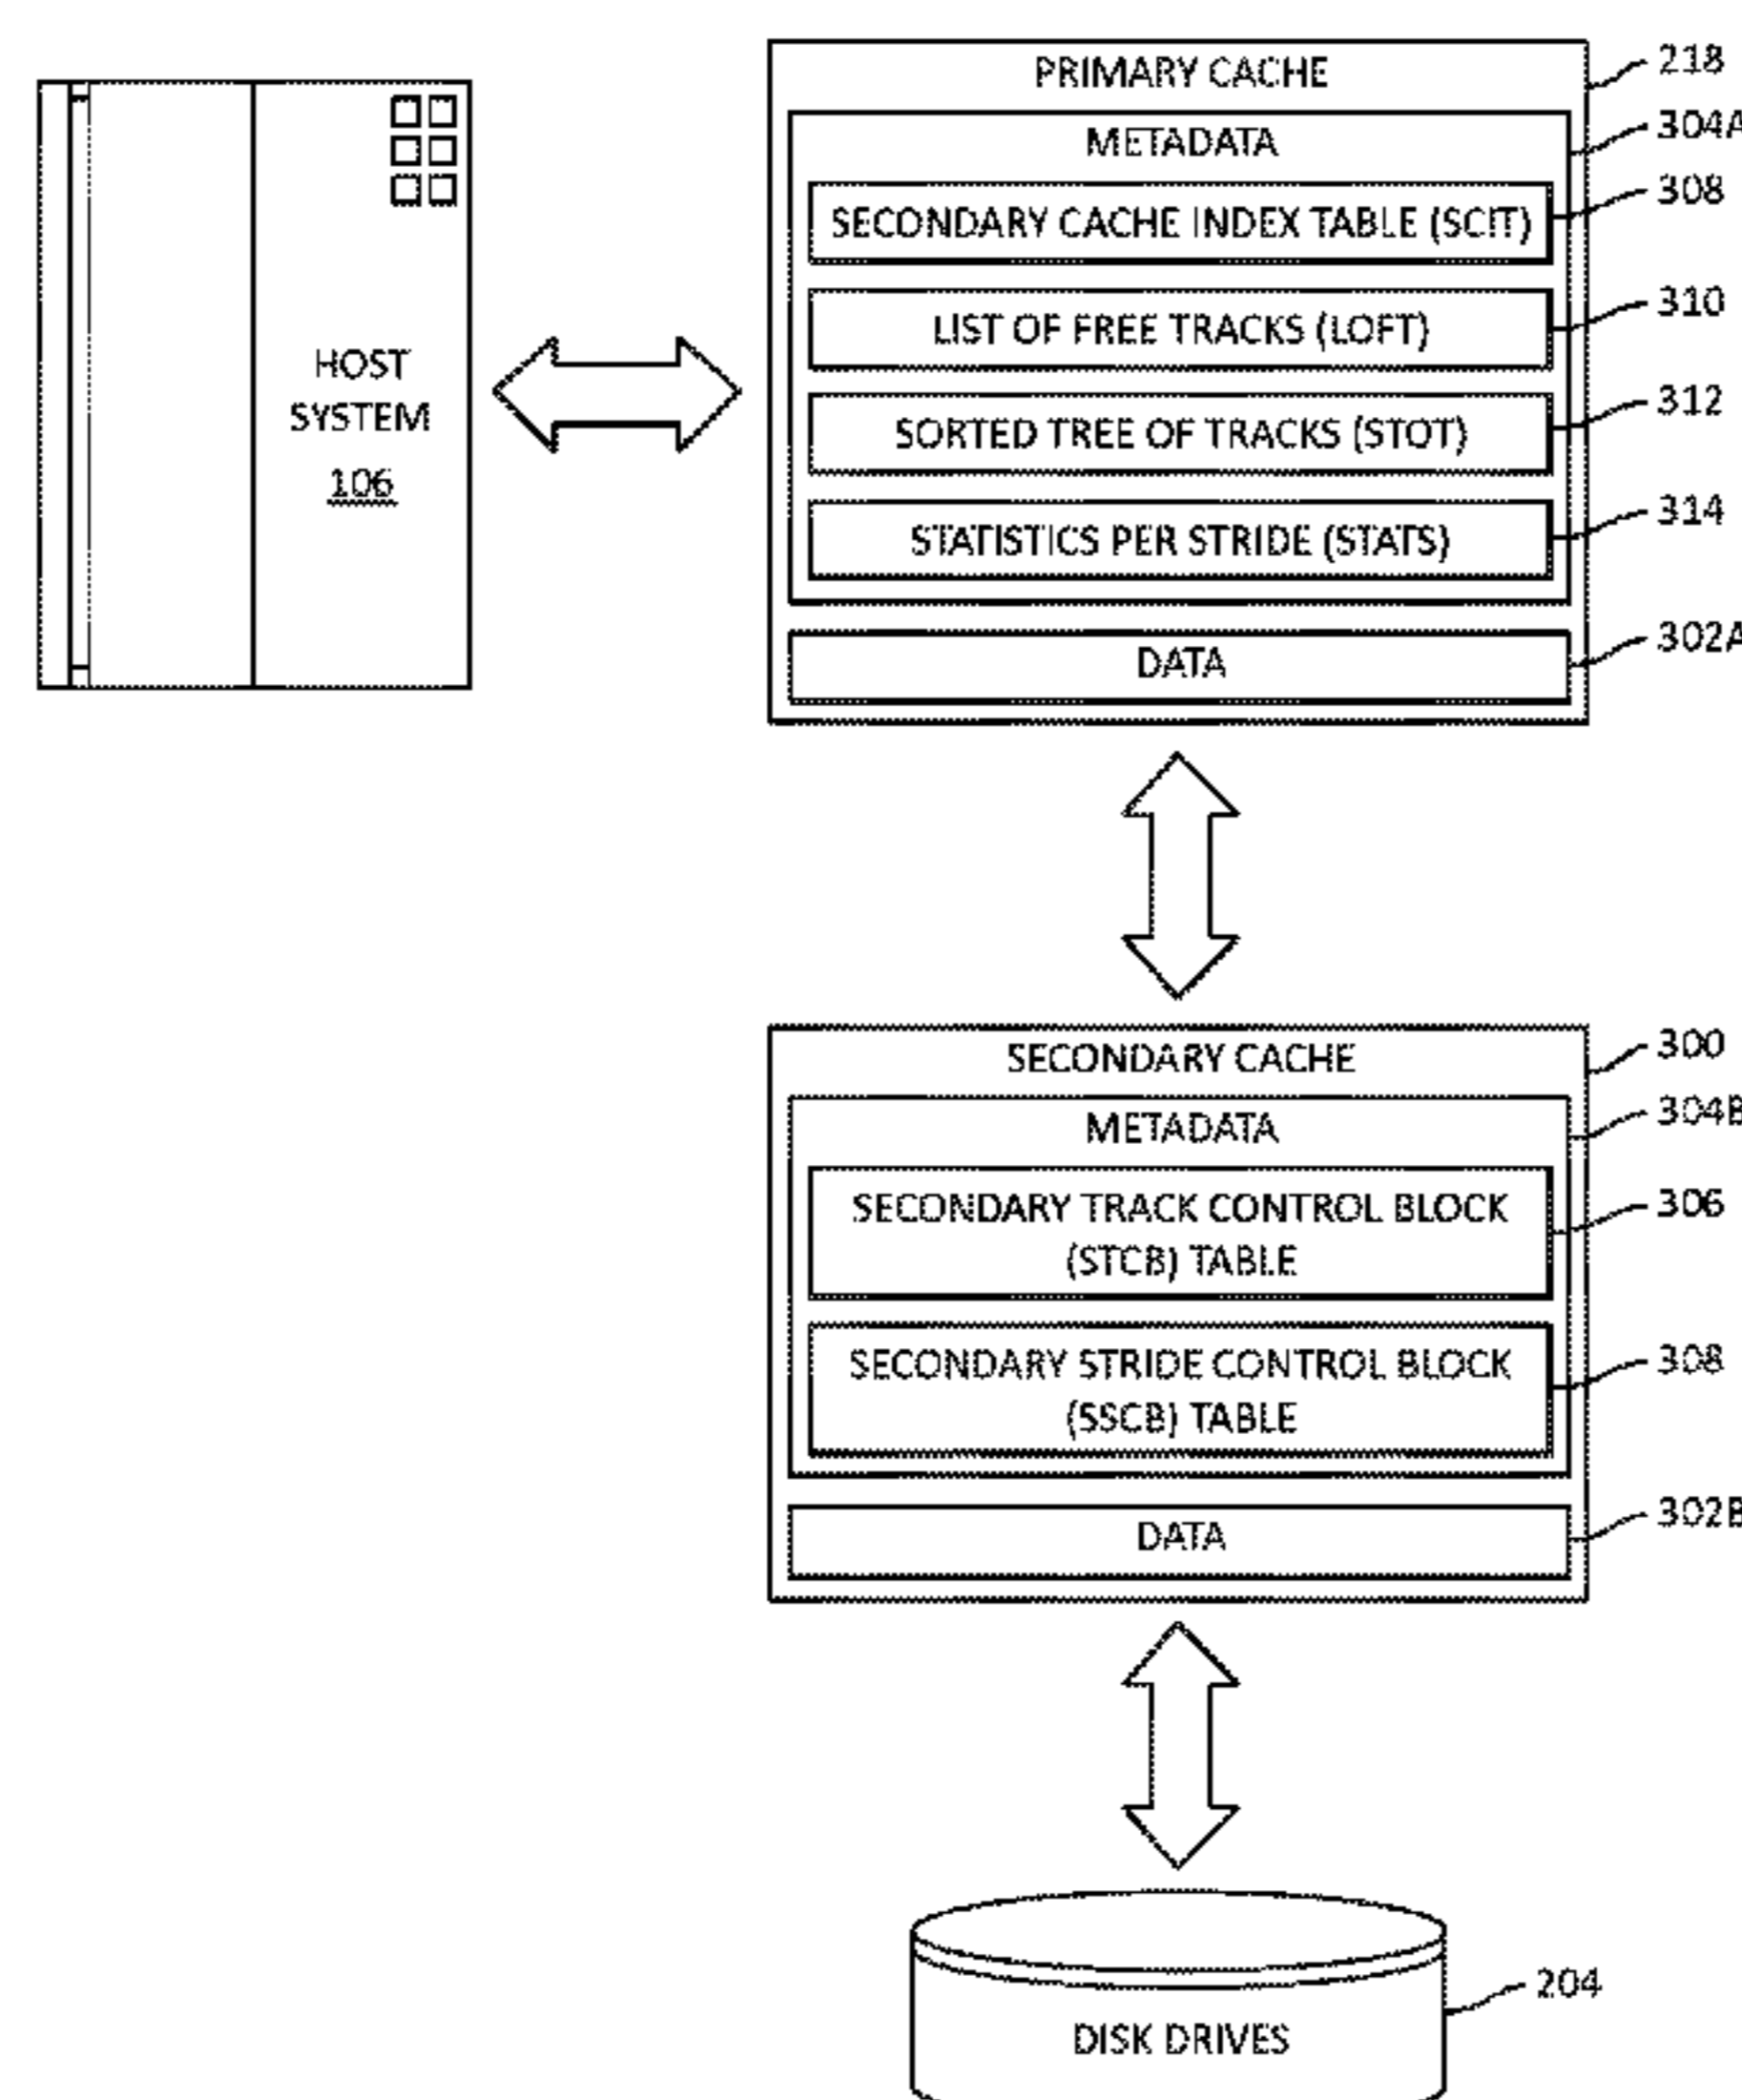 PRIMARY CACHE
218
METADATA
304A
SECONDARY CACHE INDEX TABLE (SCIT)
308
LIST OF FREE TRACKS (LOFT)
310
SORTED TREE OF TRACKS (STOT)
312
STATISTICS PER STRIDE (STATS)
314
DATA
302A
HOST
SYSTEM
106
SECONDARY CACHE
300
METADATA
304B
SECONDARY TRACK CONTROL BLOCK
(STCB) TABLE
306
SECONDARY STRIDE CONTROL BLOCK
(SSCB) TABLE
308
DATA
302B
DISK DRIVES
204